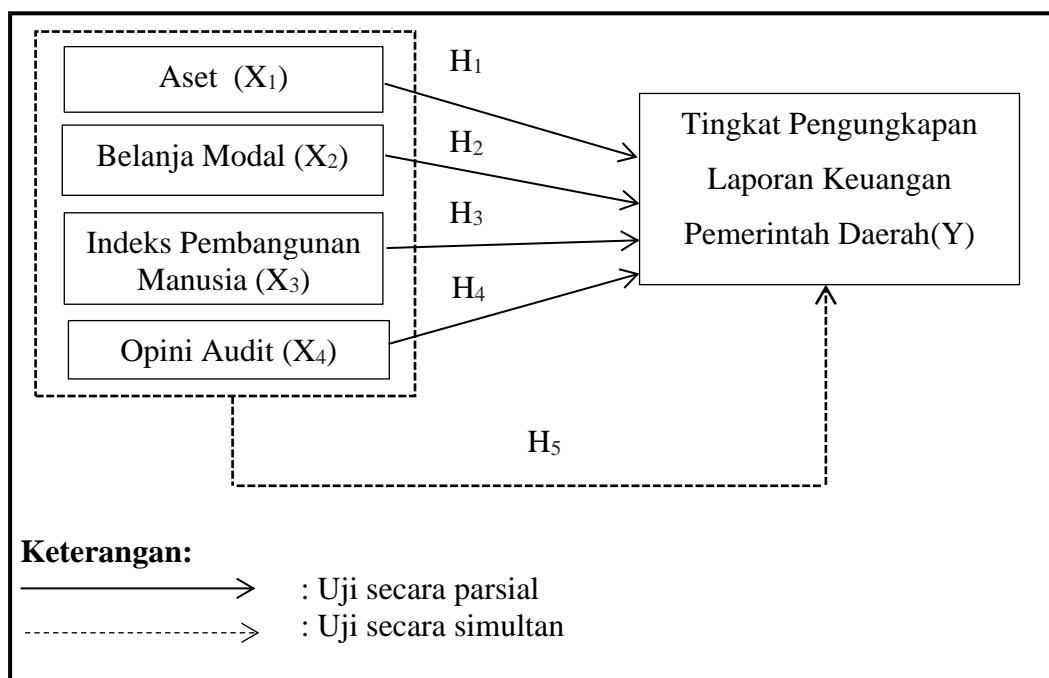 Aset (X₁)
Belanja Modal (X₂)
Indeks Pembangunan
Manusia (X₃)
Opini Audit (X₄)
H₁
H₂
H₃
H₄
Tingkat Pengungkapan
Laporan Keuangan
Pemerintah Daerah(Y)
H₅
Keterangan:
: Uji secara parsial
: Uji secara simultan